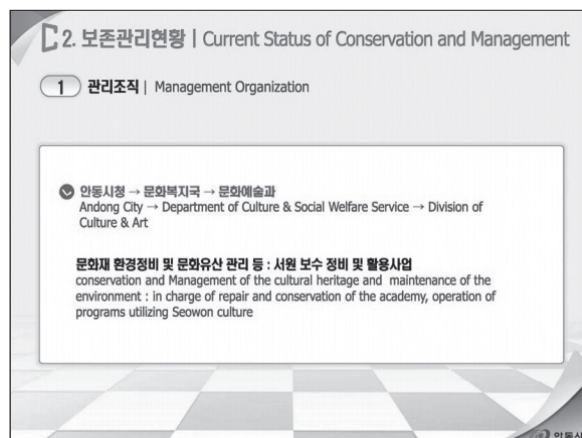 2. 보존관리현황 | Current Status of Conservation and Management
1 관리조직 | Management Organization
안동시청 → 문화복지국 → 문화예술과
Andong City → Department of Culture & Social Welfare Service → Division of
Culture & Art
문화재 환경정비 및 문화유산 관리 등 : 서원 보수 정비 및 활용사업
conservation and Management of the cultural heritage and maintenance of the
environment : in charge of repair and conservation of the academy, operation of
programs utilizing Seowon culture